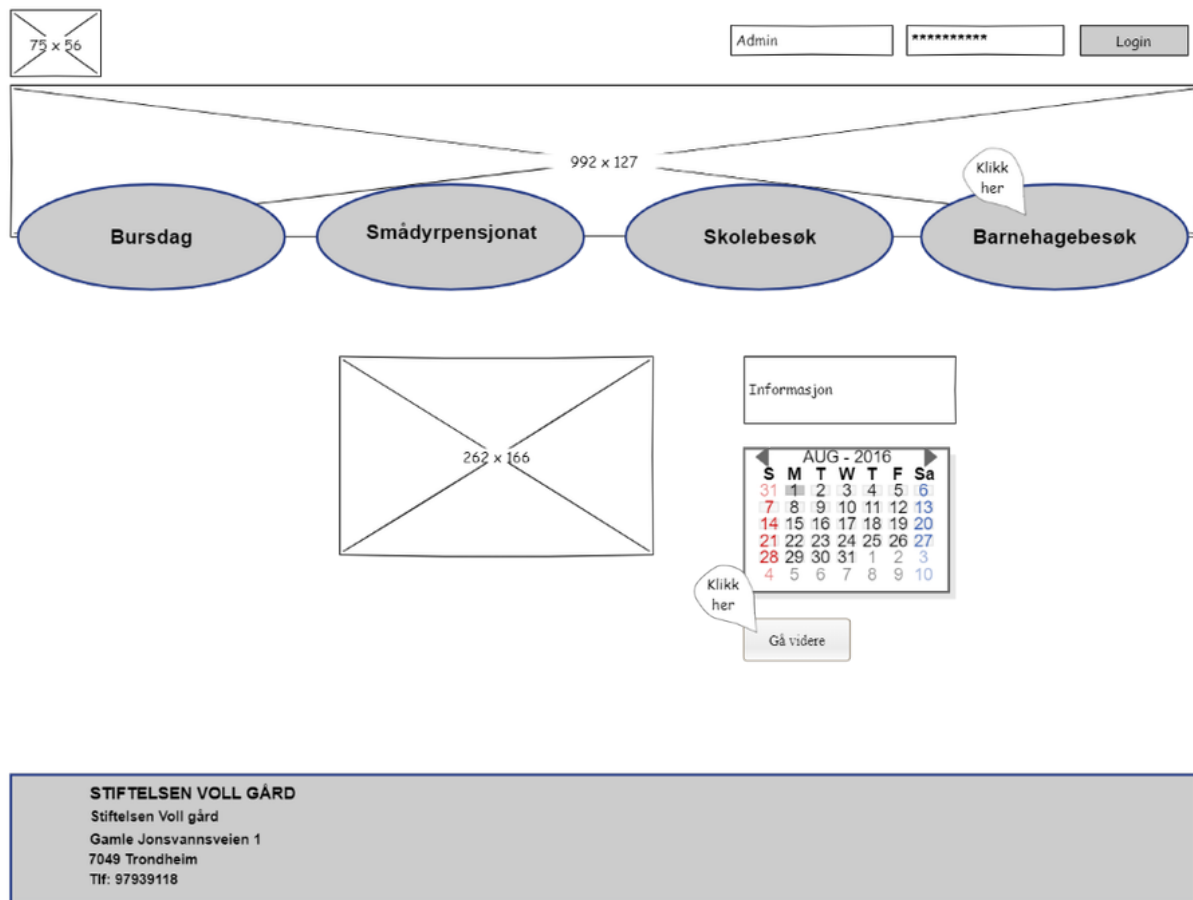 75 x 56
Admin
**********
Login
992 x 127
Klikk
her
Bursdag
Smådyrpensjonat
Skolebesøk
Barnehagebesøk
262 x 166
Informasjon
AUG - 2016
S M T W T F Sa
31 1 2 3 4 5 6
7 8 9 10 11 12 13
14 15 16 17 18 19 20
21 22 23 24 25 26 27
28 29 30 31 1 2 3
4 5 6 7 8 9 10
Klikk
her
Gå videre
STIFTELSEN VOLL GÅRD
Stiftelsen Voll gård
Gamle Jonsvannsveien 1
7049 Trondheim
Tlf: 97939118